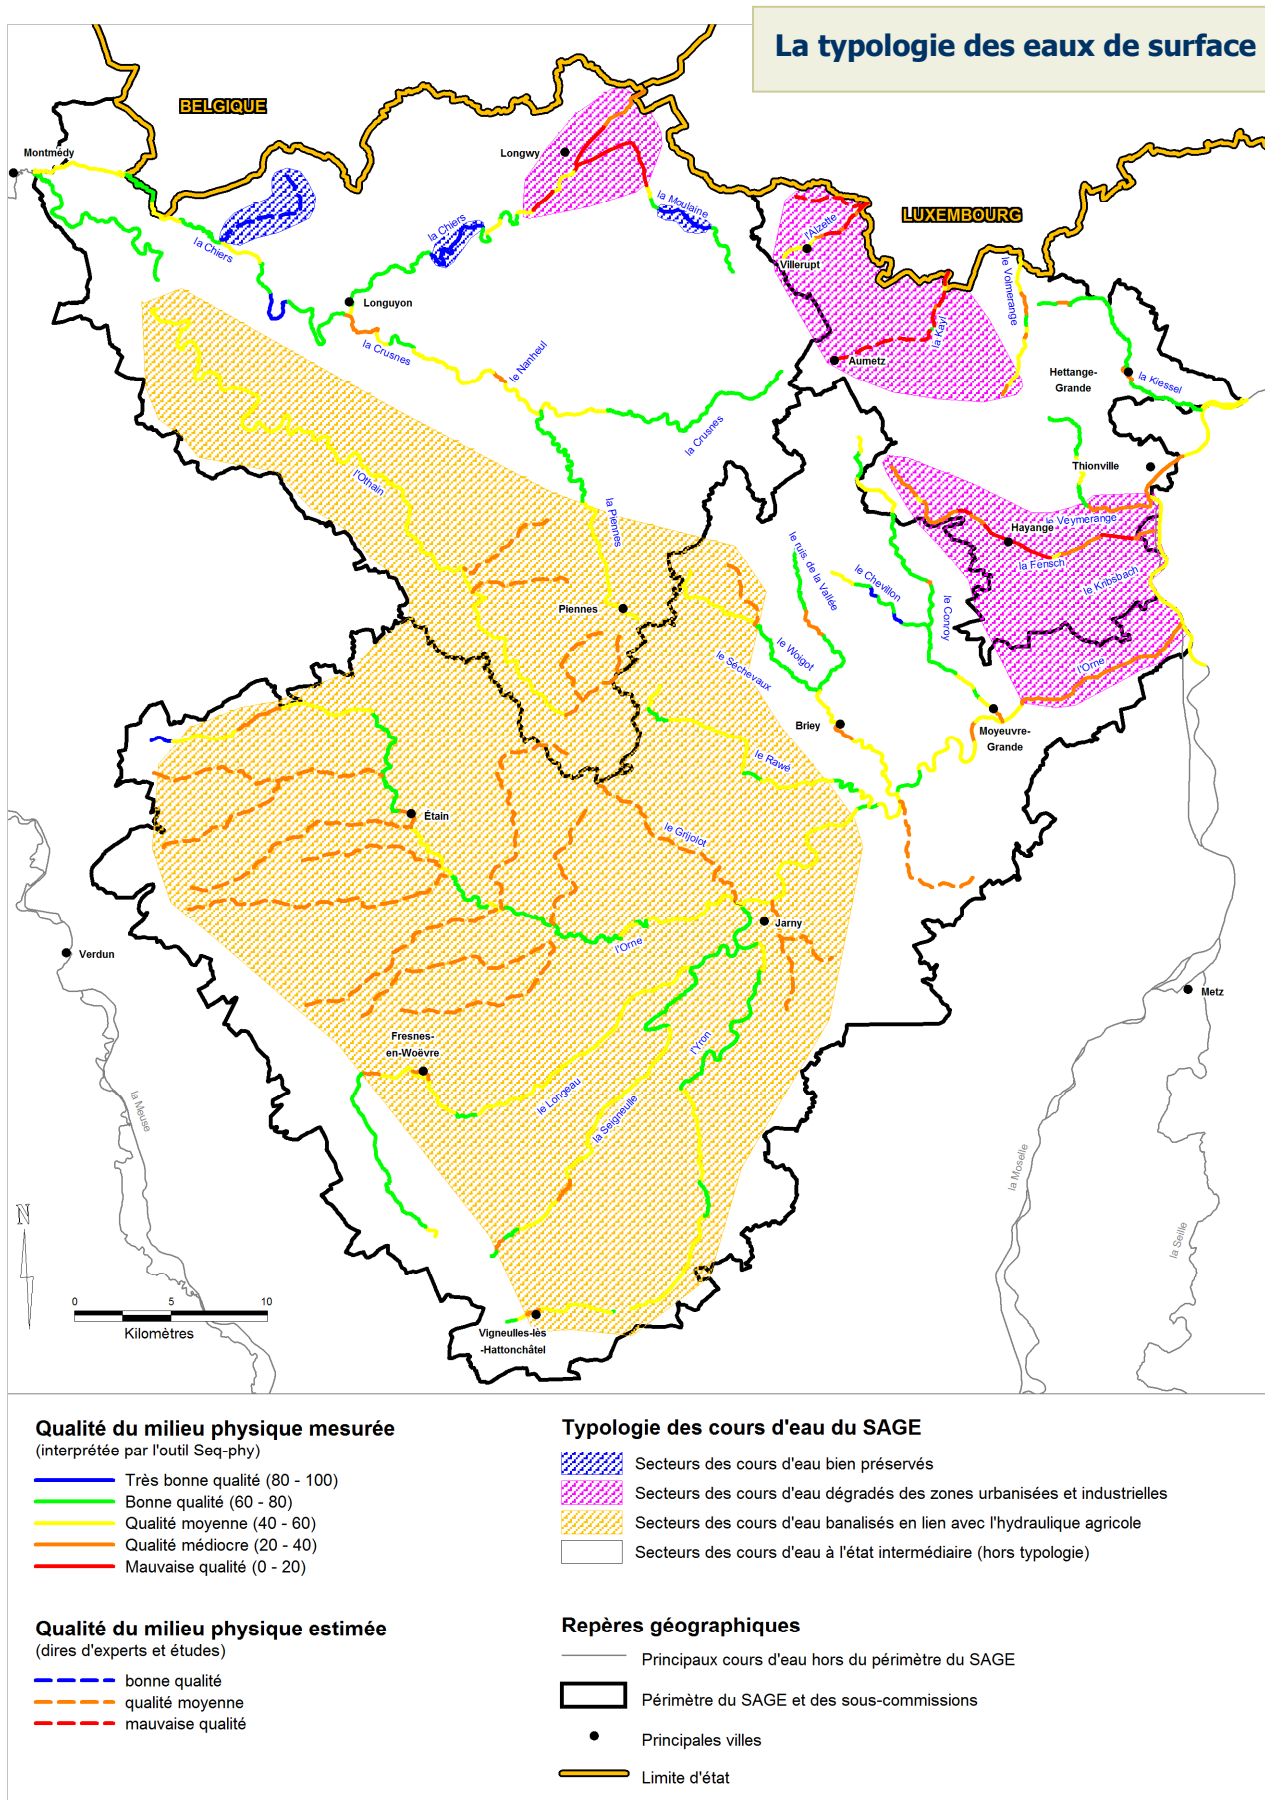 La typologie des eaux de surface
BELGIQUE
Montmédy
Longwy
la Moulaine
la Chiers
la Chiers
LUXEMBOURG
l'Alzette
Villerupt
le Volmerange
Longuyon
la Crusnes
le Nanheul
la Kayl
Aumetz
Hettange-
Grande
la Kiessel
la Crusnes
Thionville
l'Othain
la Piennes
le Veymerange
Hayange
la Fensch
le Kribsbach
le ruis. de la Vallée
le Chevillon
le Conroy
Piennes
le Woigot
le Séchevaux
l'Orne
Briey
Moyeuvre-
Grande
le Rawé
Étain
le Grijolot
Jarny
l'Orne
Verdun
Metz
Fresnes-
en-Woëvre
l'Yron
le Longeau
la Seigneulle
la Meuse
la Moselle
la Seille
N
0 5 10
Kilomètres
Vigneulles-lès
-Hattonchâtel
Qualité du milieu physique mesurée
(interprétée par l'outil Seq-phy)
Très bonne qualité (80 - 100)
Bonne qualité (60 - 80)
Qualité moyenne (40 - 60)
Qualité médiocre (20 - 40)
Mauvaise qualité (0 - 20)
Qualité du milieu physique estimée
(dires d'experts et études)
bonne qualité
qualité moyenne
mauvaise qualité
Typologie des cours d'eau du SAGE
Secteurs des cours d'eau bien préservés
Secteurs des cours d'eau dégradés des zones urbanisées et industrielles
Secteurs des cours d'eau banalisés en lien avec l'hydraulique agricole
Secteurs des cours d'eau à l'état intermédiaire (hors typologie)
Repères géographiques
Principaux cours d'eau hors du périmètre du SAGE
Périmètre du SAGE et des sous-commissions
Principales villes
Limite d'état